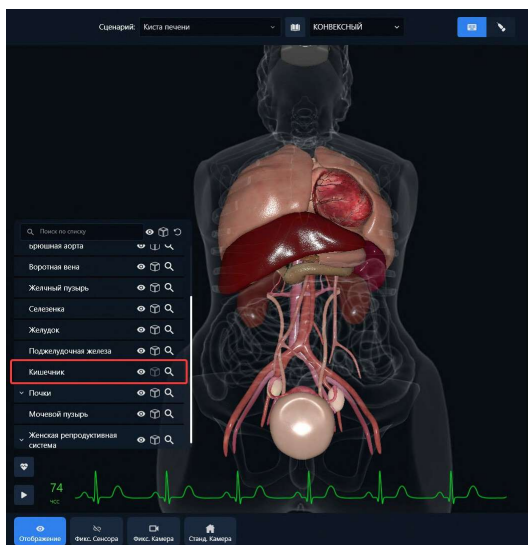 Сценарий: Киста печени КОНВЕКСНЫЙ
Поиск по списку
Брюшная аорта
Воротная вена
Желчный пузырь
Селезенка
Желудок
Поджелудочная железа
Кишечник
Почки
Мочевой пузырь
Женская репродуктивная
система
74
ЧСС
Отображение Фикс. Сенсора Фикс. Камера Станд. Камера